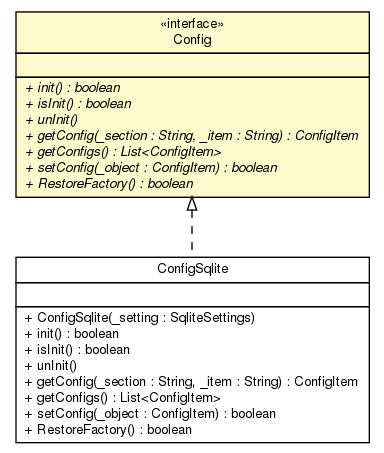 «interface»
Config
+ init() : boolean
+ isInit() : boolean
+ unInit()
+ getConfig(_section : String, _item : String) : ConfigItem
+ getConfigs() : List<ConfigItem>
+ setConfig(_object : ConfigItem) : boolean
+ RestoreFactory() : boolean
ConfigSqlite
+ ConfigSqlite(_setting : SqliteSettings)
+ init() : boolean
+ isInit() : boolean
+ unInit()
+ getConfig(_section : String, _item : String) : ConfigItem
+ getConfigs() : List<ConfigItem>
+ setConfig(_object : ConfigItem) : boolean
+ RestoreFactory() : boolean